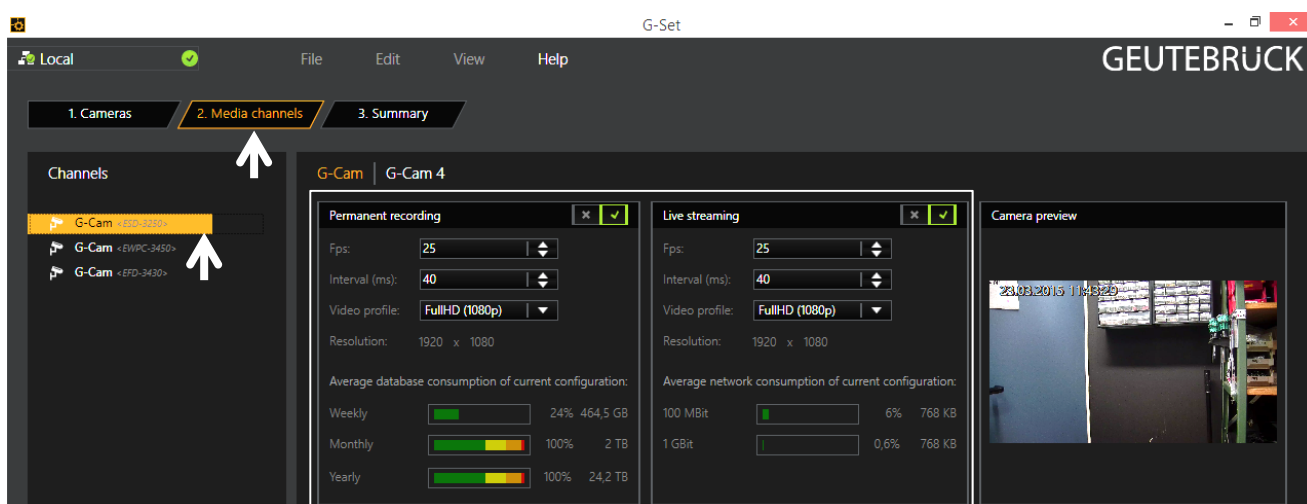 G-Set
Local File Edit View Help GEUTEBRÜCK
1. Cameras 2. Media channels 3. Summary
Channels
G-Cam <ESD-3250>
G-Cam <EWPC-3450>
G-Cam <EFD-3430>
G-Cam | G-Cam 4
Permanent recording
Fps: 25
Interval (ms): 40
Video profile: FullHD (1080p)
Resolution: 1920 x 1080
Average database consumption of current configuration:
Weekly 24% 464,5 GB
Monthly 100% 2 TB
Yearly 100% 24,2 TB
Live streaming
Fps: 25
Interval (ms): 40
Video profile: FullHD (1080p)
Resolution: 1920 x 1080
Average network consumption of current configuration:
100 MBit 6% 768 KB
1 GBit 0,6% 768 KB
Camera preview
23.03.2015 11:43:29